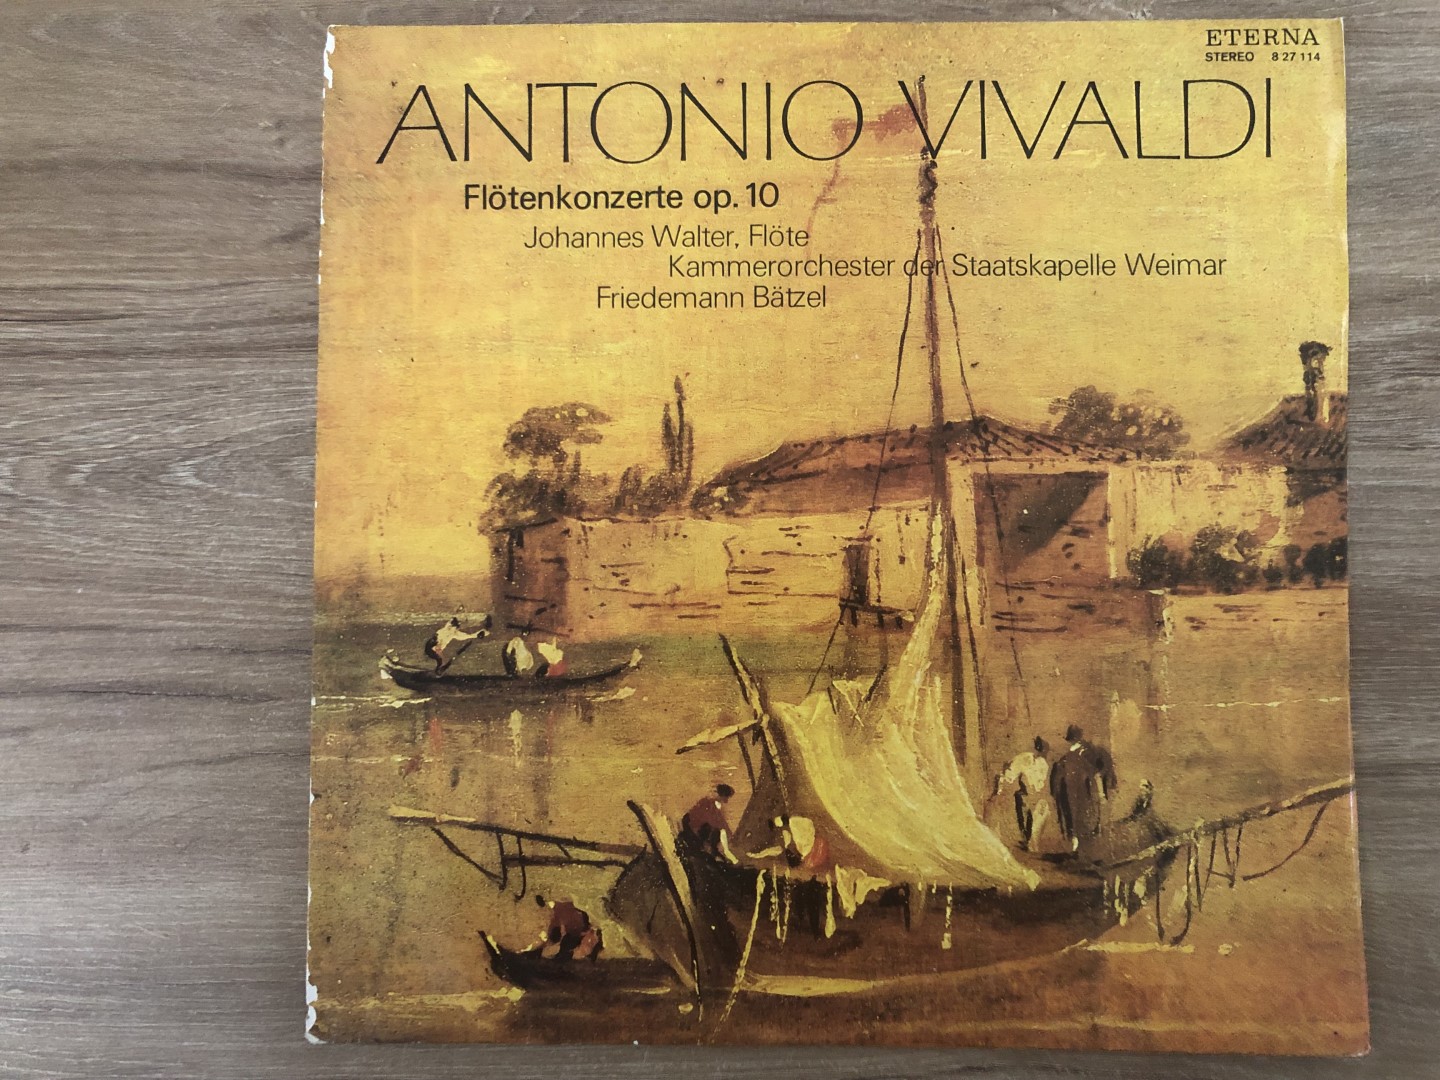 ETERNA
STEREO 8 27 114
ANTONIO VIVALDI
Flötenkonzerte op. 10
Johannes Walter, Flöte
Kammerorchester der Staatskapelle Weimar
Friedemann Bätzel